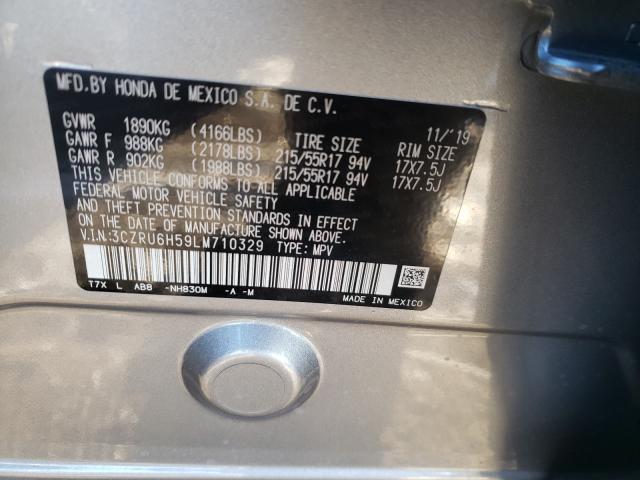 MFD.BY HONDA DE MEXICO S.A. DE C.V.
11/'19
GVWR 1890KG (4166LBS) TIRE SIZE RIM SIZE
GAWR F 988KG (2178LBS) 215/55R17 94V 17X7.5J
GAWR R 902KG (1988LBS) 215/55R17 94V 17X7.5J
THIS VEHICLE CONFORMS TO ALL APPLICABLE
FEDERAL MOTOR VEHICLE SAFETY
AND THEFT PREVENTION STANDARDS IN EFFECT
ON THE DATE OF MANUFACTURE SHOWN ABOVE.
V.I.N:3CZRU6H59LM710329 TYPE: MPV
T7X L AB8 -NH830M -A -M
MADE IN MEXICO